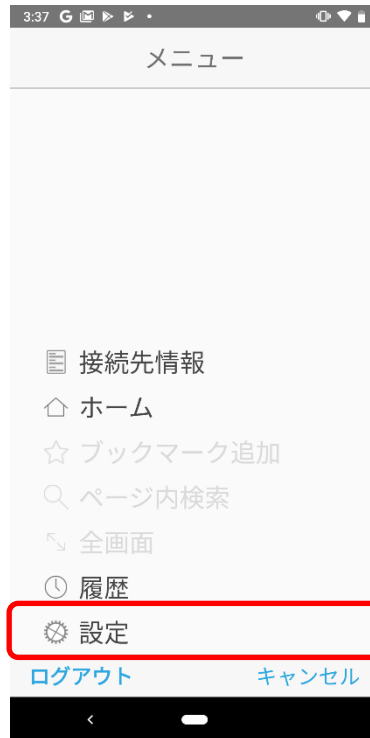 3:37
メニュー
接続先情報
ホーム
ブックマーク追加
ページ内検索
全画面
履歴
設定
ログアウト キャンセル